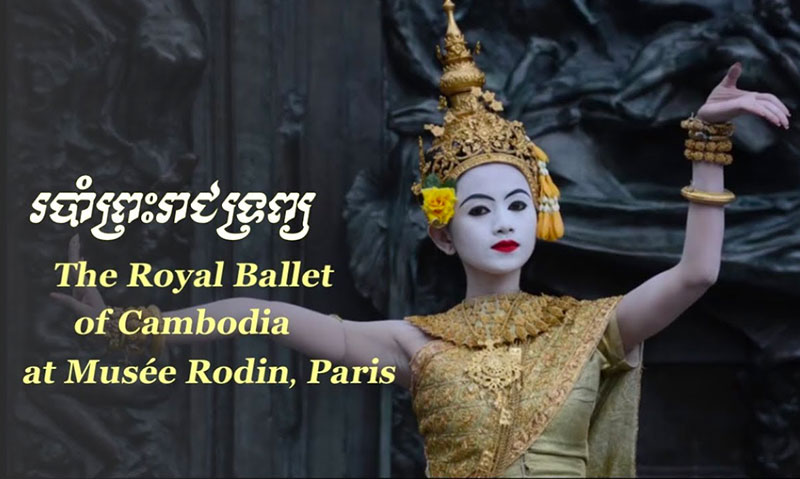 របាំព្រះរាជទ្រព្យ
The Royal Ballet
of Cambodia
at Musée Rodin, Paris